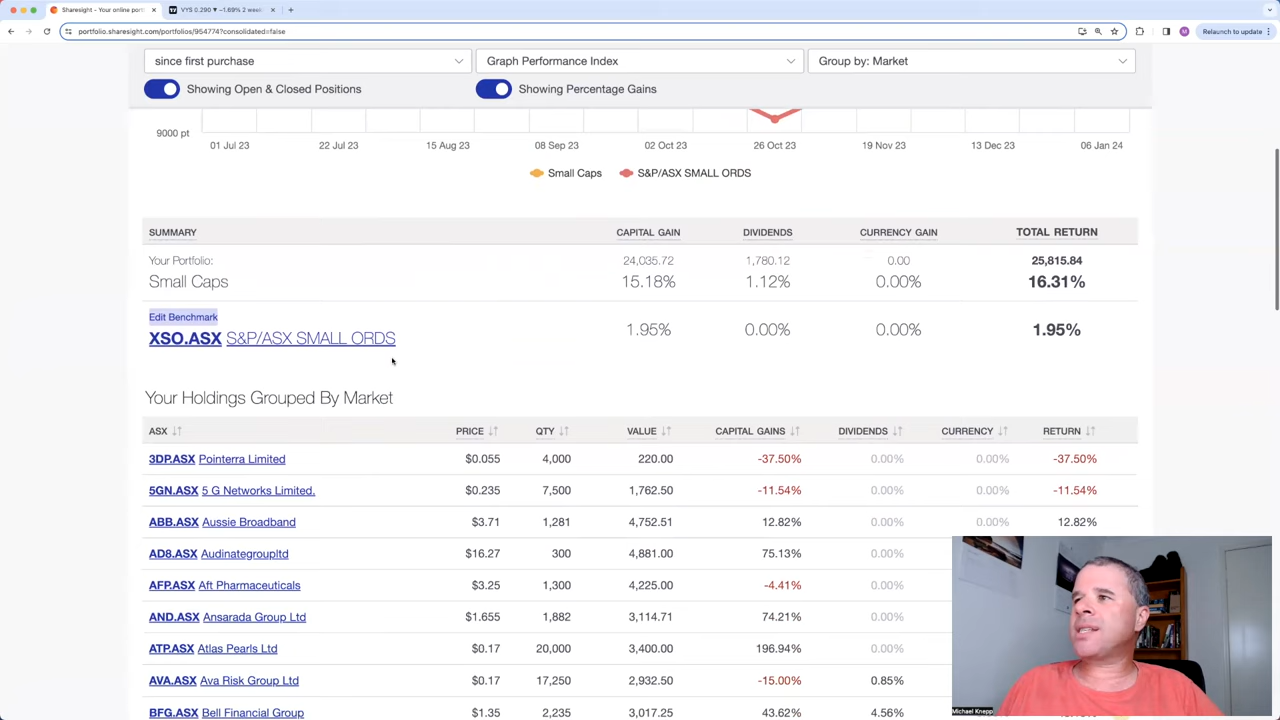 Sharesight - Your online port
VYS 0.290 ▼ −1.69% 2 week
portfolio.sharesight.com/portfolios/954774?consolidated=false
M
Relaunch to update
since first purchase
Graph Performance Index
Group by: Market
Showing Open & Closed Positions
Showing Percentage Gains
9000 pt
01 Jul 23 22 Jul 23 15 Aug 23 08 Sep 23 02 Oct 23 26 Oct 23 19 Nov 23 13 Dec 23 06 Jan 24
Small Caps S&P/ASX SMALL ORDS
SUMMARY CAPITAL GAIN DIVIDENDS CURRENCY GAIN TOTAL RETURN
Your Portfolio: 24,035.72 1,780.12 0.00 25,815.84
Small Caps 15.18% 1.12% 0.00% 16.31%
Edit Benchmark
XSO.ASX S&P/ASX SMALL ORDS 1.95% 0.00% 0.00% 1.95%
Your Holdings Grouped By Market
ASX PRICE QTY VALUE CAPITAL GAINS DIVIDENDS CURRENCY RETURN
3DP.ASX Pointerra Limited $0.055 4,000 220.00 -37.50% 0.00% 0.00% -37.50%
5GN.ASX 5 G Networks Limited. $0.235 7,500 1,762.50 -11.54% 0.00% 0.00% -11.54%
ABB.ASX Aussie Broadband $3.71 1,281 4,752.51 12.82% 0.00% 0.00% 12.82%
AD8.ASX Audinategroupltd $16.27 300 4,881.00 75.13% 0.00%
AFP.ASX Aft Pharmaceuticals $3.25 1,300 4,225.00 -4.41% 0.00%
AND.ASX Ansarada Group Ltd $1.655 1,882 3,114.71 74.21% 0.00%
ATP.ASX Atlas Pearls Ltd $0.17 20,000 3,400.00 196.94% 0.00%
AVA.ASX Ava Risk Group Ltd $0.17 17,250 2,932.50 -15.00% 0.85%
BFG.ASX Bell Financial Group $1.35 2,235 3,017.25 43.62% 4.56%
Michael Knepp